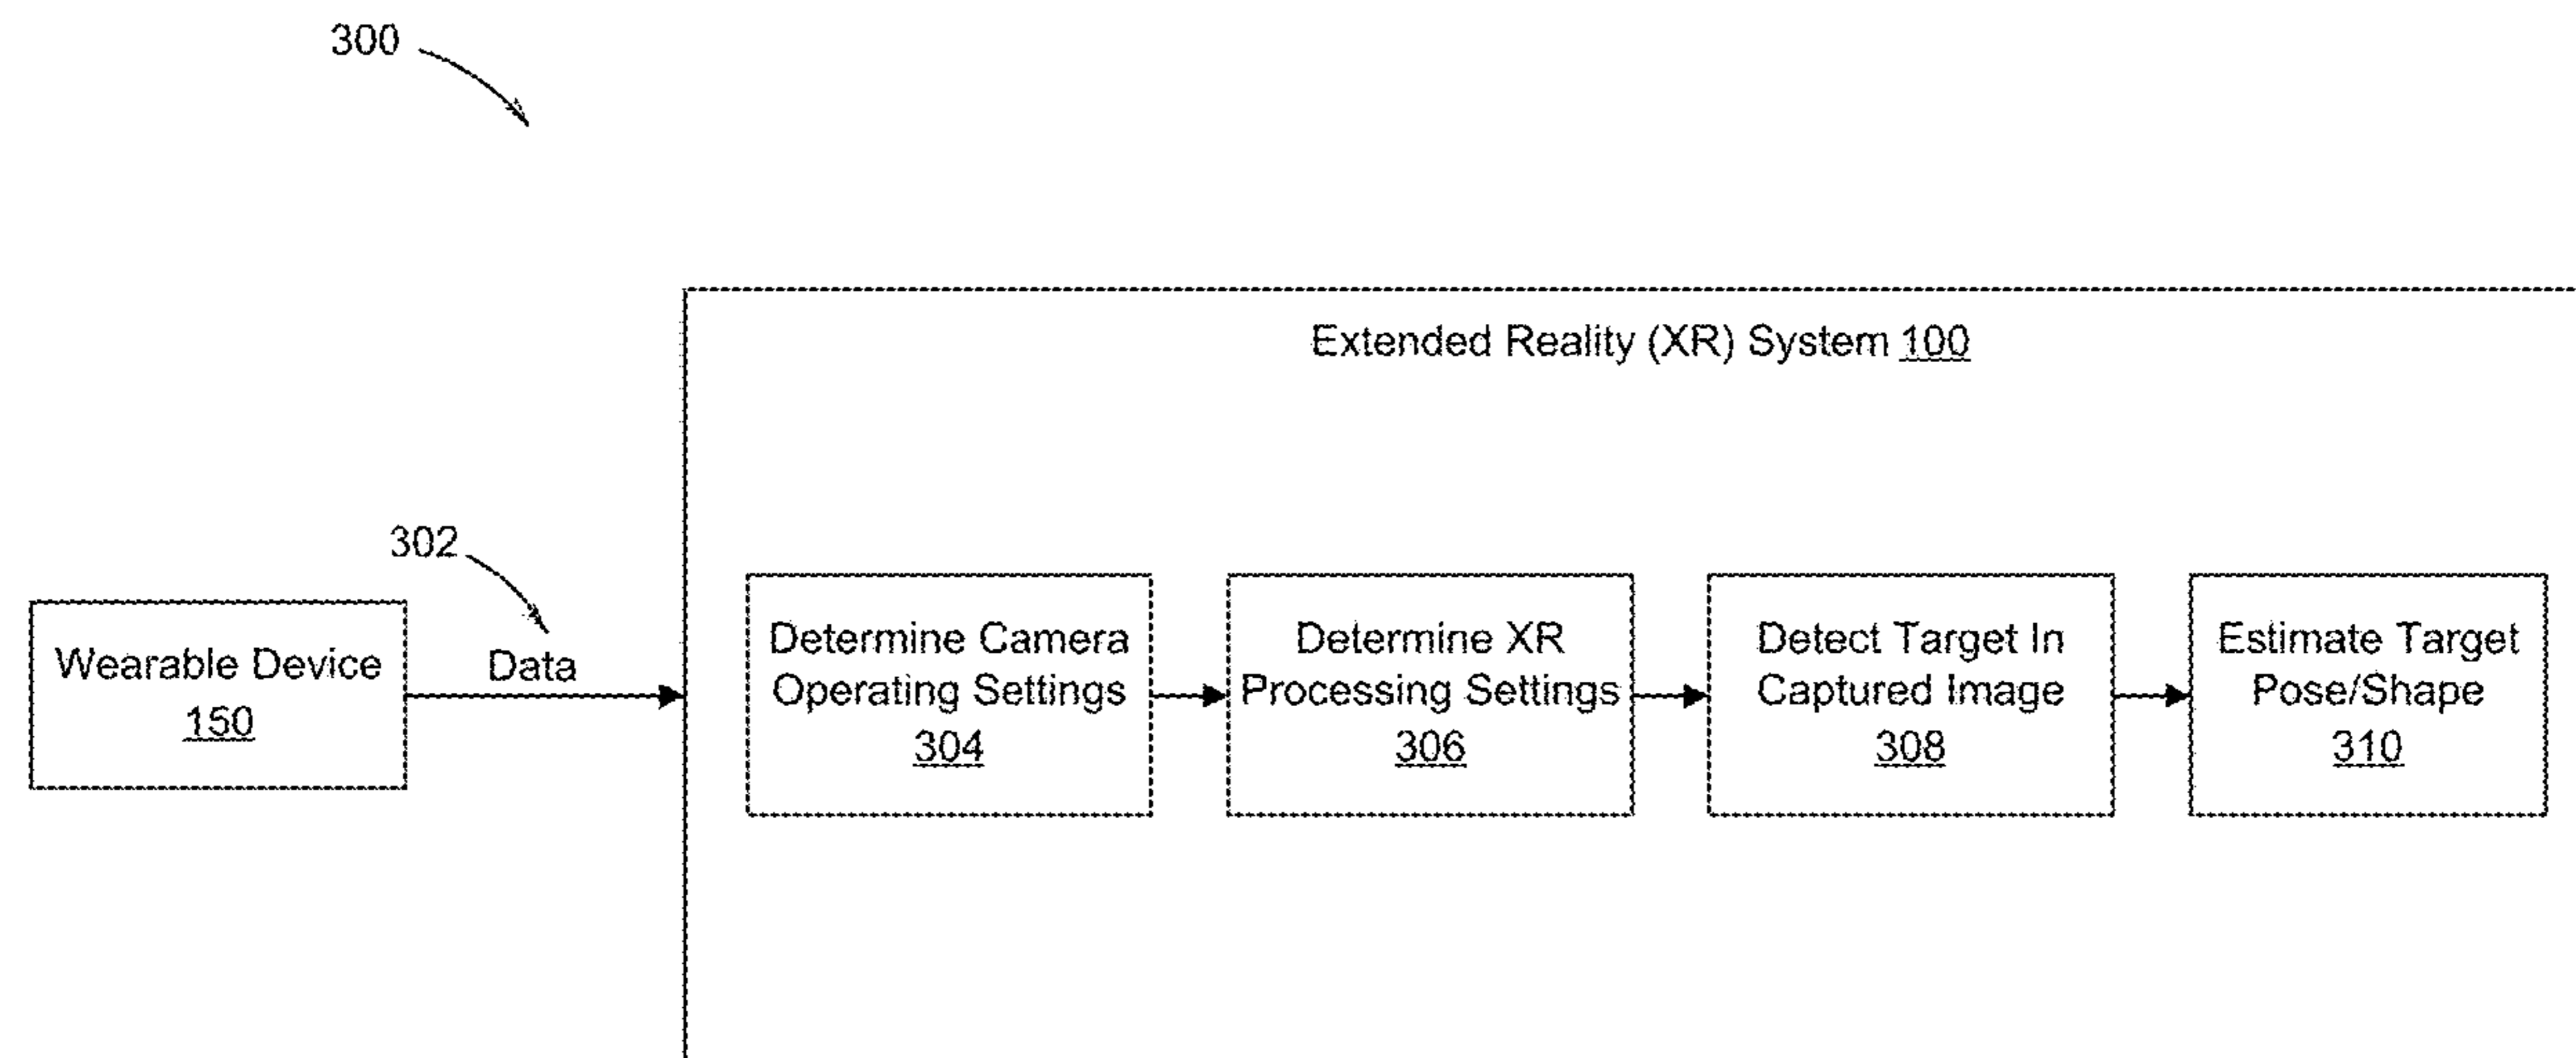 300
Extended Reality (XR) System 100
302
Wearable Device
150
Data
Determine Camera
Operating Settings
304
Determine XR
Processing Settings
306
Detect Target In
Captured Image
308
Estimate Target
Pose/Shape
310